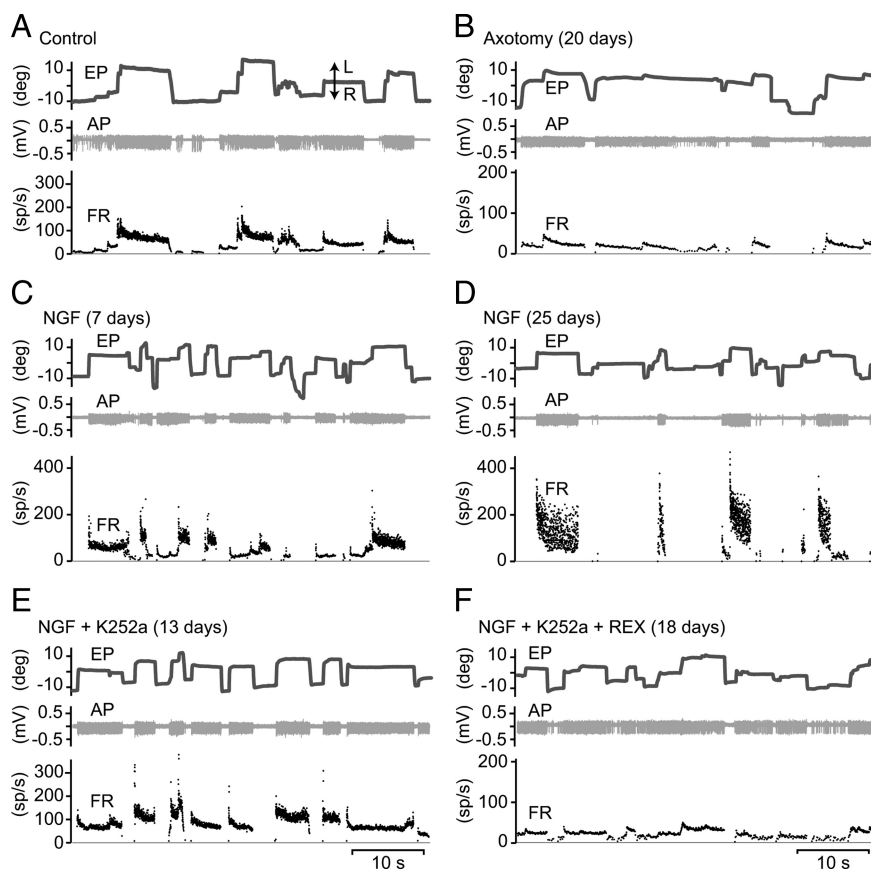 A
Control
EP
L
R
10
-10
(deg)
AP
0.5
-0.5
(mV)
FR
300
200
100
0
(sp/s)
B
Axotomy (20 days)
EP
10
-10
(deg)
AP
0.5
-0.5
(mV)
FR
200
100
0
(sp/s)
C
NGF (7 days)
EP
10
-10
(deg)
AP
0.5
-0.5
(mV)
FR
400
200
0
(sp/s)
D
NGF (25 days)
EP
10
-10
(deg)
AP
0.5
-0.5
(mV)
FR
400
200
0
(sp/s)
E
NGF + K252a (13 days)
EP
10
-10
(deg)
AP
0.5
-0.5
(mV)
FR
300
200
100
0
(sp/s)
10 s
F
NGF + K252a + REX (18 days)
EP
10
-10
(deg)
AP
0.5
-0.5
(mV)
FR
200
100
0
(sp/s)
10 s